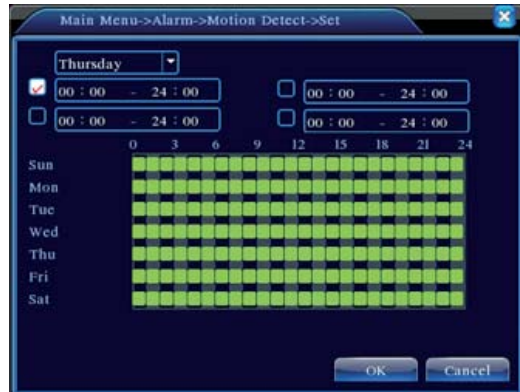 Main Menu->Alarm->Motion Detect->Set
Thursday
00 : 00 - 24 : 00 00 : 00 - 24 : 00
00 : 00 - 24 : 00 00 : 00 - 24 : 00
0 3 6 9 12 15 18 21 24
Sun
Mon
Tue
Wed
Thu
Fri
Sat
OK Cancel